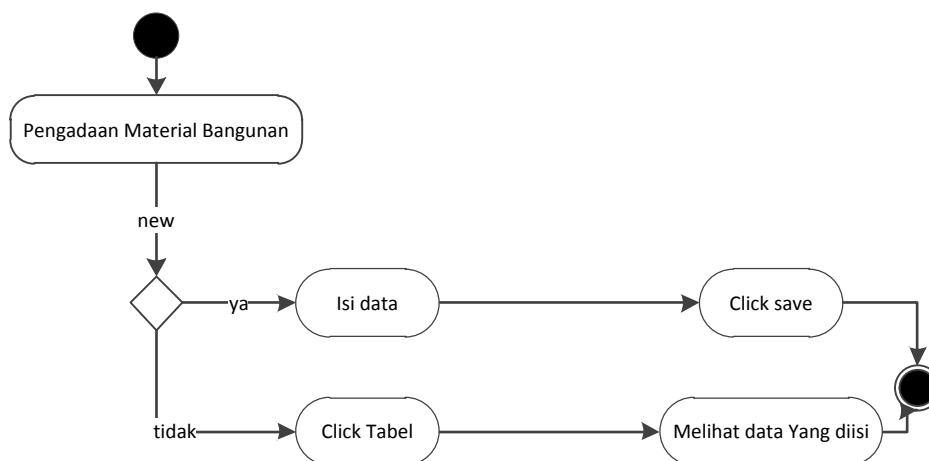 Pengadaan Material Bangunan
new
ya
Isi data
Click save
tidak
Click Tabel
Melihat data Yang diisi